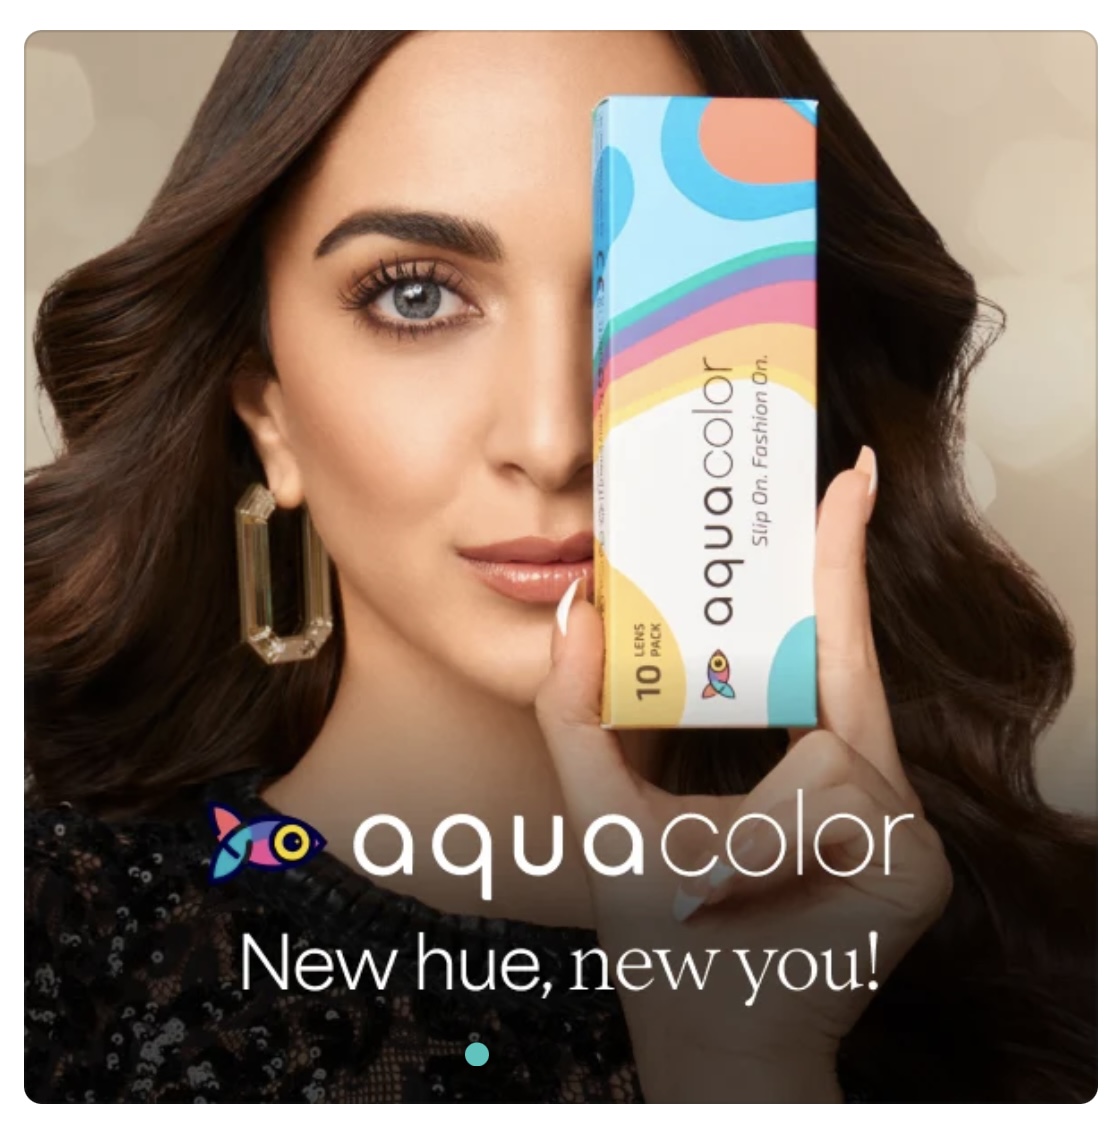 aquacolor
Slip On. Fashion On.
10 LENS
PACK
aquacolor
New hue, new you!